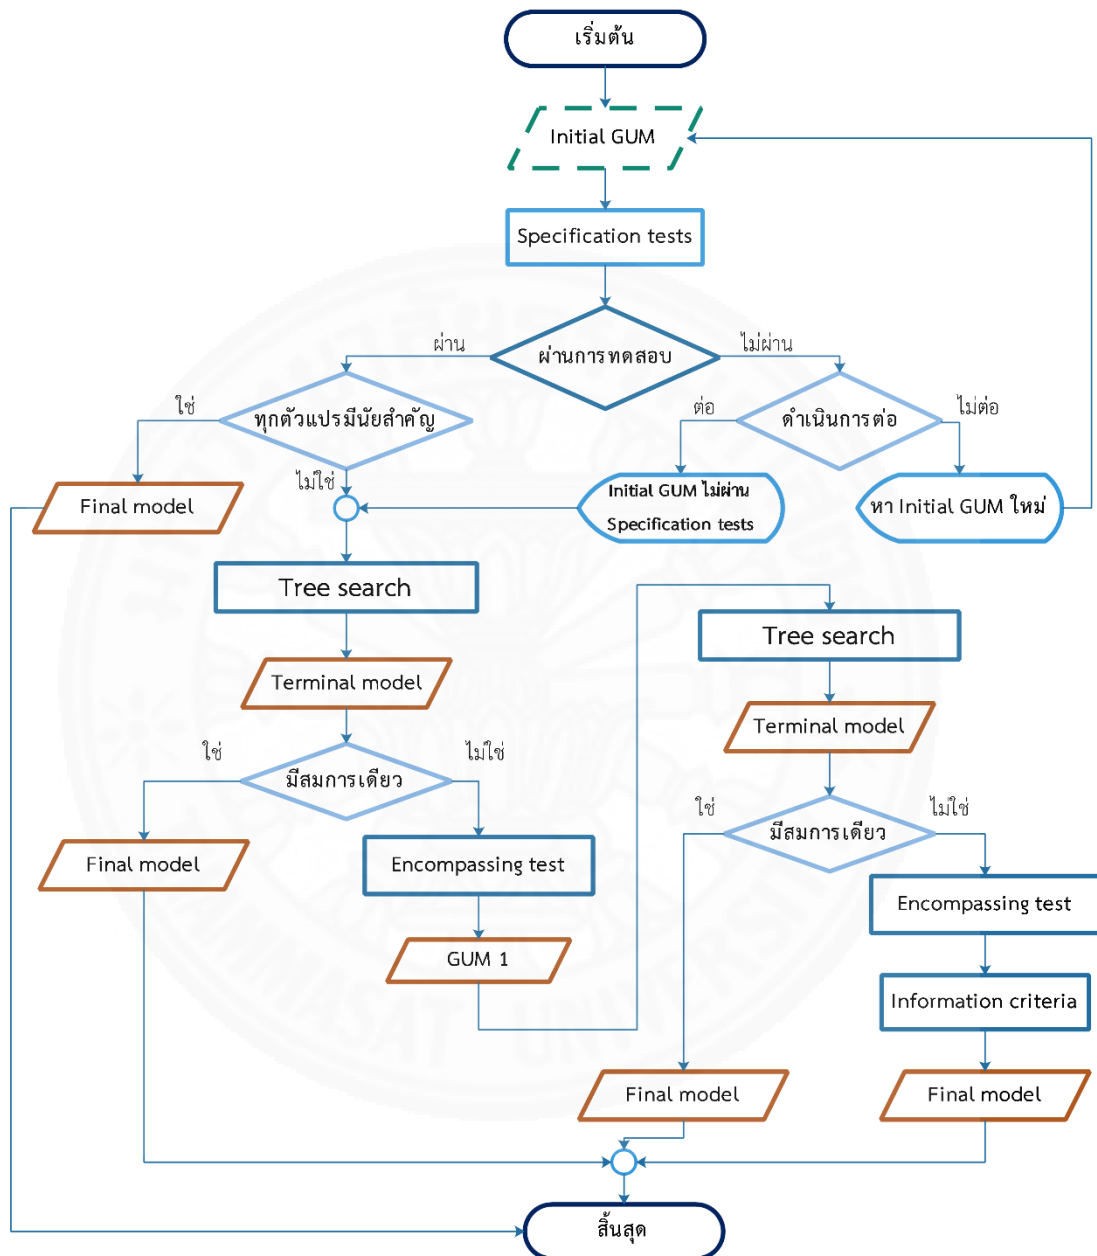 เริ่มต้น
Initial GUM
Specification tests
ผ่านการทดสอบ
ผ่าน
ไม่ผ่าน
ทุกตัวแปรมีนัยสำคัญ
ใช่
ไม่ใช่
ดำเนินการต่อ
ต่อ
ไม่ต่อ
Final model
Initial GUM ไม่ผ่าน
Specification tests
หา Initial GUM ใหม่
Tree search
Terminal model
มีสมการเดียว
ใช่
ไม่ใช่
Final model
Encompassing test
GUM 1
Tree search
Terminal model
มีสมการเดียว
ใช่
ไม่ใช่
Encompassing test
Information criteria
Final model
Final model
สิ้นสุด
THAMMASAT UNIVERSITY